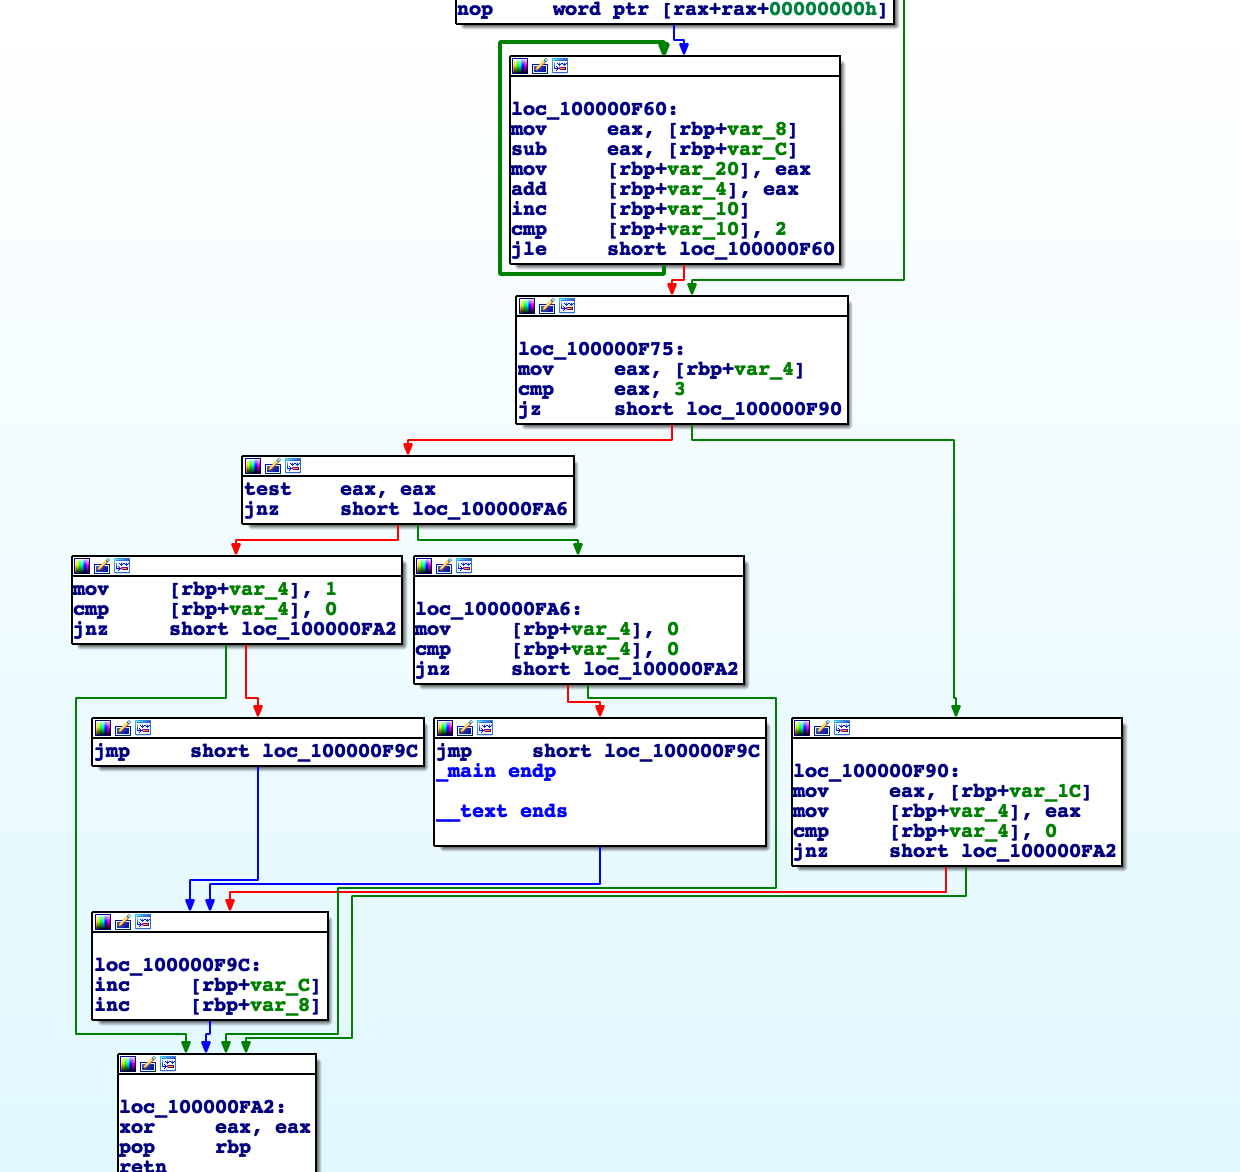 nop word ptr [rax+rax+00000000h]
loc_100000F60:
mov eax, [rbp+var_8]
sub eax, [rbp+var_C]
mov [rbp+var_20], eax
add [rbp+var_4], eax
inc [rbp+var_10]
cmp [rbp+var_10], 2
jle short loc_100000F60
loc_100000F75:
mov eax, [rbp+var_4]
cmp eax, 3
jz short loc_100000F90
test eax, eax
jnz short loc_100000FA6
mov [rbp+var_4], 1
cmp [rbp+var_4], 0
jnz short loc_100000FA2
loc_100000FA6:
mov [rbp+var_4], 0
cmp [rbp+var_4], 0
jnz short loc_100000FA2
jmp short loc_100000F9C
jmp short loc_100000F9C
_main endp
__text ends
loc_100000F90:
mov eax, [rbp+var_1C]
mov [rbp+var_4], eax
cmp [rbp+var_4], 0
jnz short loc_100000FA2
loc_100000F9C:
inc [rbp+var_C]
inc [rbp+var_8]
loc_100000FA2:
xor eax, eax
pop rbp
retn